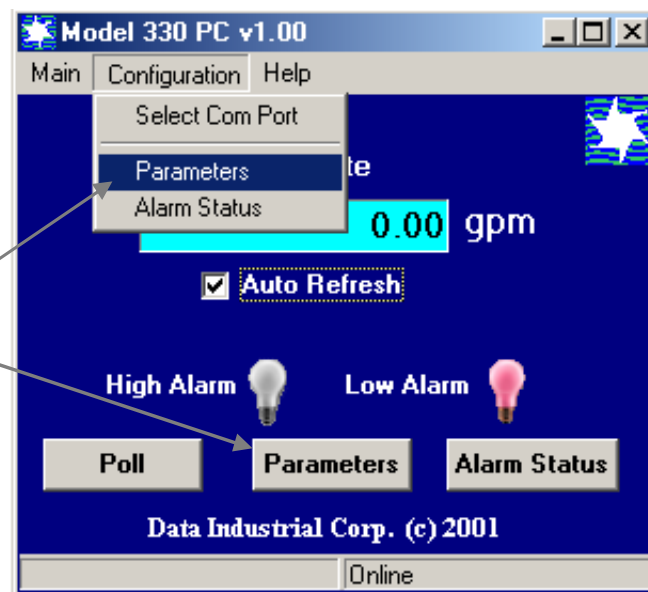 Model 330 PC v1.00
Main Configuration Help
Select Com Port
Parameters
Alarm Status
0.00 gpm
Auto Refresh
High Alarm Low Alarm
Poll Parameters Alarm Status
Data Industrial Corp. (c) 2001
Online